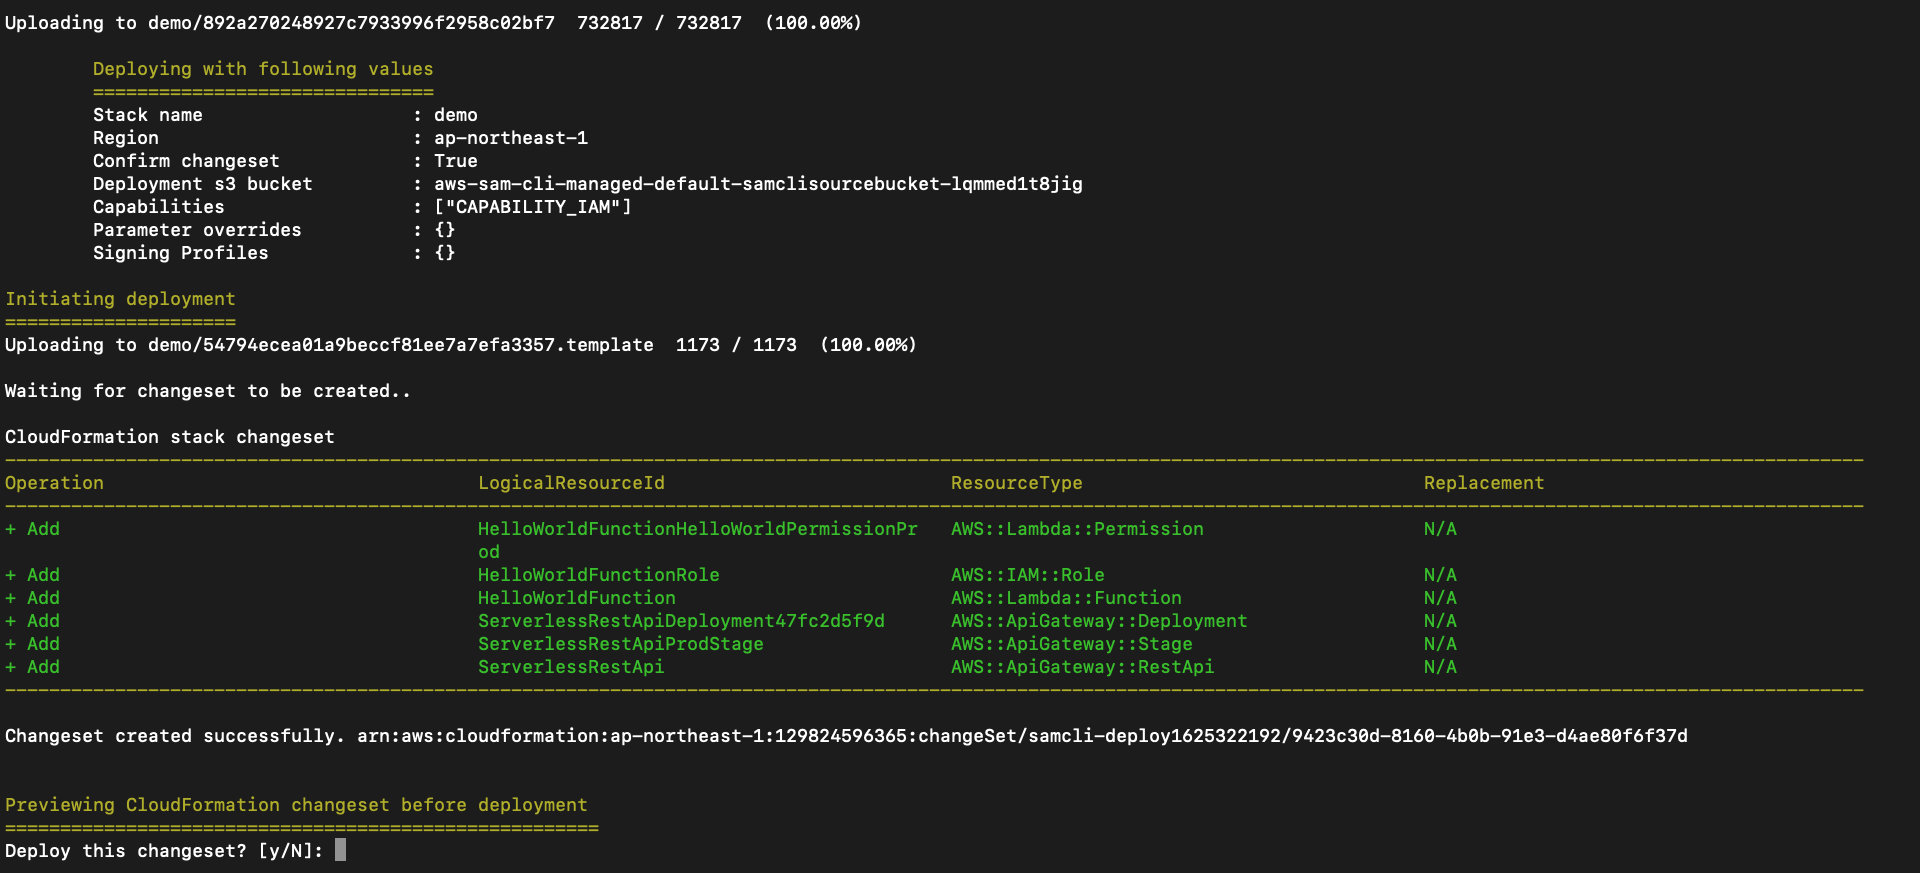 Uploading to demo/892a270248927c7933996f2958c02bf7  732817 / 732817  (100.00%)
Deploying with following values
===============================
Stack name                   : demo
Region                       : ap-northeast-1
Confirm changeset            : True
Deployment s3 bucket         : aws-sam-cli-managed-default-samclisourcebucket-lqmmed1t8jig
Capabilities                 : ["CAPABILITY_IAM"]
Parameter overrides          : {}
Signing Profiles             : {}
Initiating deployment
=====================
Uploading to demo/54794ecea01a9beccf81ee7a7efa3357.template  1173 / 1173  (100.00%)
Waiting for changeset to be created..
CloudFormation stack changeset
Operation    LogicalResourceId    ResourceType    Replacement
+ Add    HelloWorldFunctionHelloWorldPermissionPr    AWS::Lambda::Permission    N/A
od
+ Add    HelloWorldFunctionRole    AWS::IAM::Role    N/A
+ Add    HelloWorldFunction    AWS::Lambda::Function    N/A
+ Add    ServerlessRestApiDeployment47fc2d5f9d    AWS::ApiGateway::Deployment    N/A
+ Add    ServerlessRestApiProdStage    AWS::ApiGateway::Stage    N/A
+ Add    ServerlessRestApi    AWS::ApiGateway::RestApi    N/A
Changeset created successfully. arn:aws:cloudformation:ap-northeast-1:129824596365:changeSet/samcli-deploy1625322192/9423c30d-8160-4b0b-91e3-d4ae80f6f37d
Previewing CloudFormation changeset before deployment
======================================================
Deploy this changeset? [y/N]: